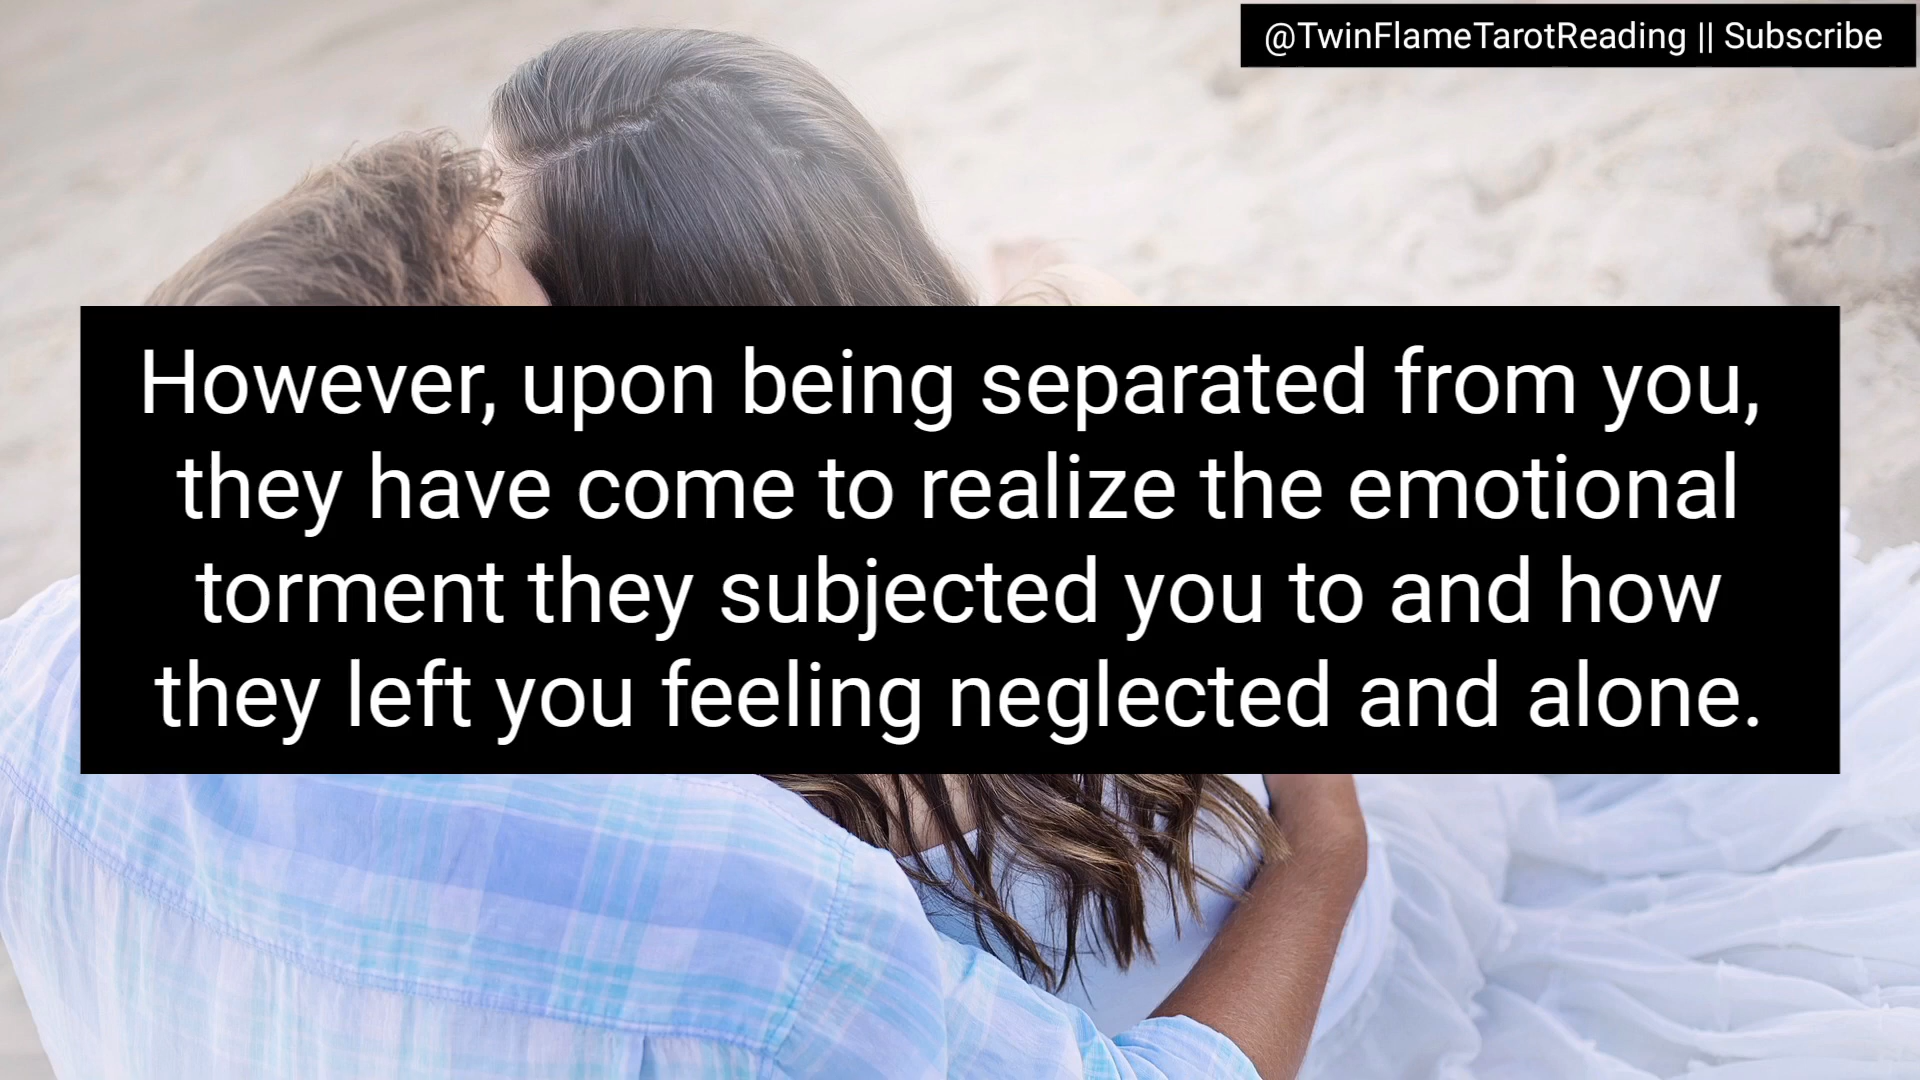 @TwinFlameTarotReading || Subscribe
However, upon being separated from you,
they have come to realize the emotional
torment they subjected you to and how
they left you feeling neglected and alone.